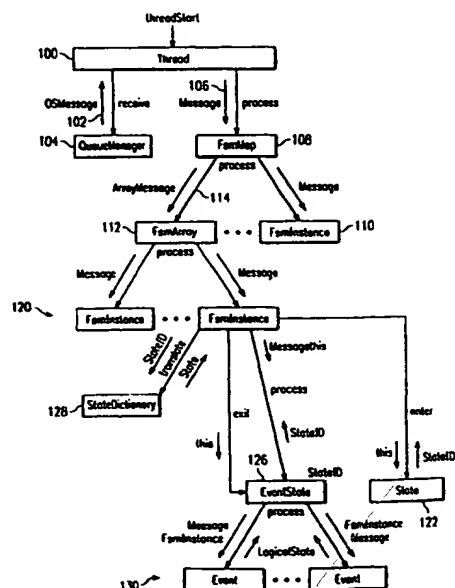 threadStart
100
Thread
OSMessage
102
receive
106
Message
process
104
QueueManager
FsmMap
108
process
ArrayMessage
114
Message
112
FsmArray
FsmInstance
110
process
Message
Message
120
FsmInstance
FsmInstance
StateID
translate
State
Message this
process
128
StateDictionary
exit
enter
this
StateID
this
StateID
126
StateID
EventState
State
122
process
Message
FsmInstance
FsmInstance
Message
LogicalState
130
Event
Event